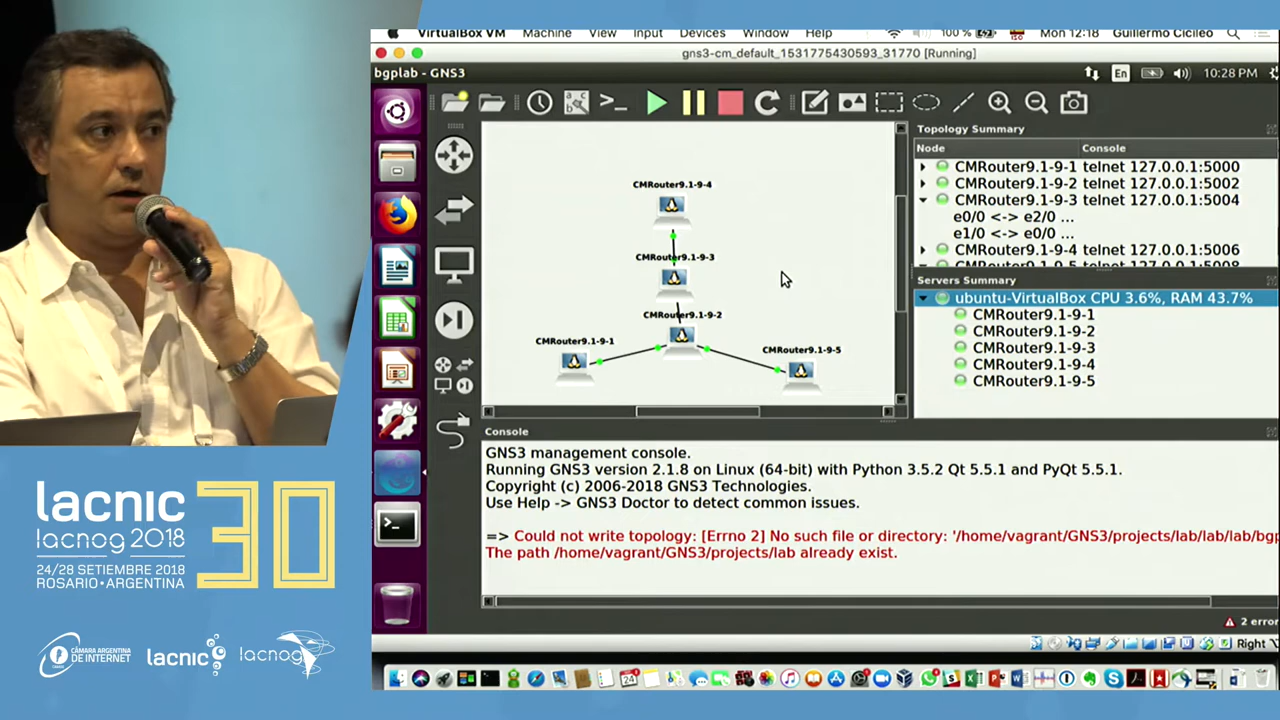 VirtualBox VM Machine View Input Devices Window Help 100 % Mon 12:18 Guillermo Cicileo
gns3-cm_default_1531775430593_31770 [Running]
bgplab - GNS3 En 10:28 PM
Topology Summary
Node Console
CMRouter9.1-9-1 telnet 127.0.0.1:5000
CMRouter9.1-9-2 telnet 127.0.0.1:5002
CMRouter9.1-9-3 telnet 127.0.0.1:5004
e0/0 <-> e2/0 ...
e1/0 <-> e0/0 ...
CMRouter9.1-9-4 telnet 127.0.0.1:5006
CMRouter9.1-9-4
CMRouter9.1-9-3
CMRouter9.1-9-2
CMRouter9.1-9-1
CMRouter9.1-9-5
Servers Summary
ubuntu-VirtualBox CPU 3.6%, RAM 43.7%
CMRouter9.1-9-1
CMRouter9.1-9-2
CMRouter9.1-9-3
CMRouter9.1-9-4
CMRouter9.1-9-5
Console
GNS3 management console.
Running GNS3 version 2.1.8 on Linux (64-bit) with Python 3.5.2 Qt 5.5.1 and PyQt 5.5.1.
Copyright (c) 2006-2018 GNS3 Technologies.
Use Help -> GNS3 Doctor to detect common issues.
=> Could not write topology: [Errno 2] No such file or directory: '/home/vagrant/GNS3/projects/lab/lab/lab/bgp
The path /home/vagrant/GNS3/projects/lab already exist.
2 error
Right
lacnic 30
lacnog 2018
24/28 SETIEMBRE 2018
ROSARIO • ARGENTINA
CÁMARA ARGENTINA
DE INTERNET
lacnic
lacnog